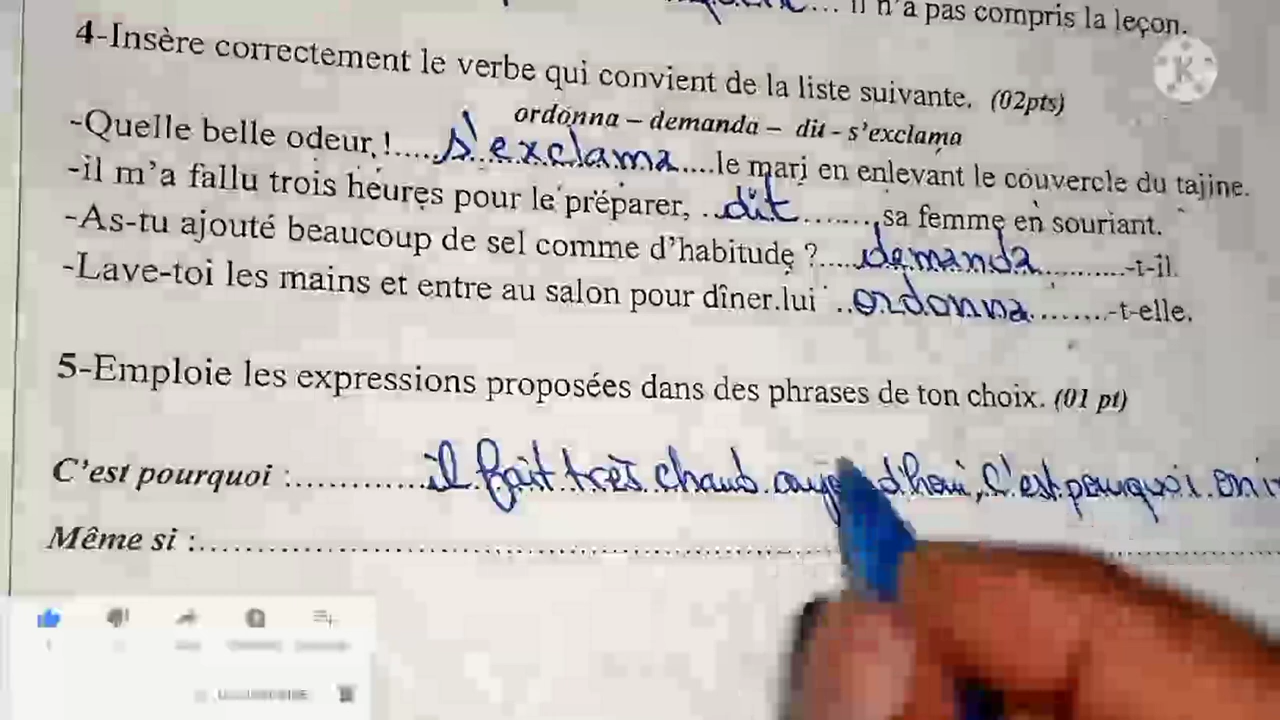 il n'a pas compris la leçon.
4-Insère correctement le verbe qui convient de la liste suivante. (02pts)
ordonna – demanda – dit - s'exclama
-Quelle belle odeur !.....s'exclama....le mari en enlevant le couvercle du tajine.
-il m'a fallu trois heures pour le préparer, ..dit........,sa femme en souriant.
-As-tu ajouté beaucoup de sel comme d'habitude ?....demanda..........-t-il.
-Lave-toi les mains et entre au salon pour dîner.lui ..ordonna........-t-elle.
5-Emploie les expressions proposées dans des phrases de ton choix. (01 pt)
C'est pourquoi :............il fait très chaud aujourd'hui, c'est pourquoi on
Même si :........................................................
K